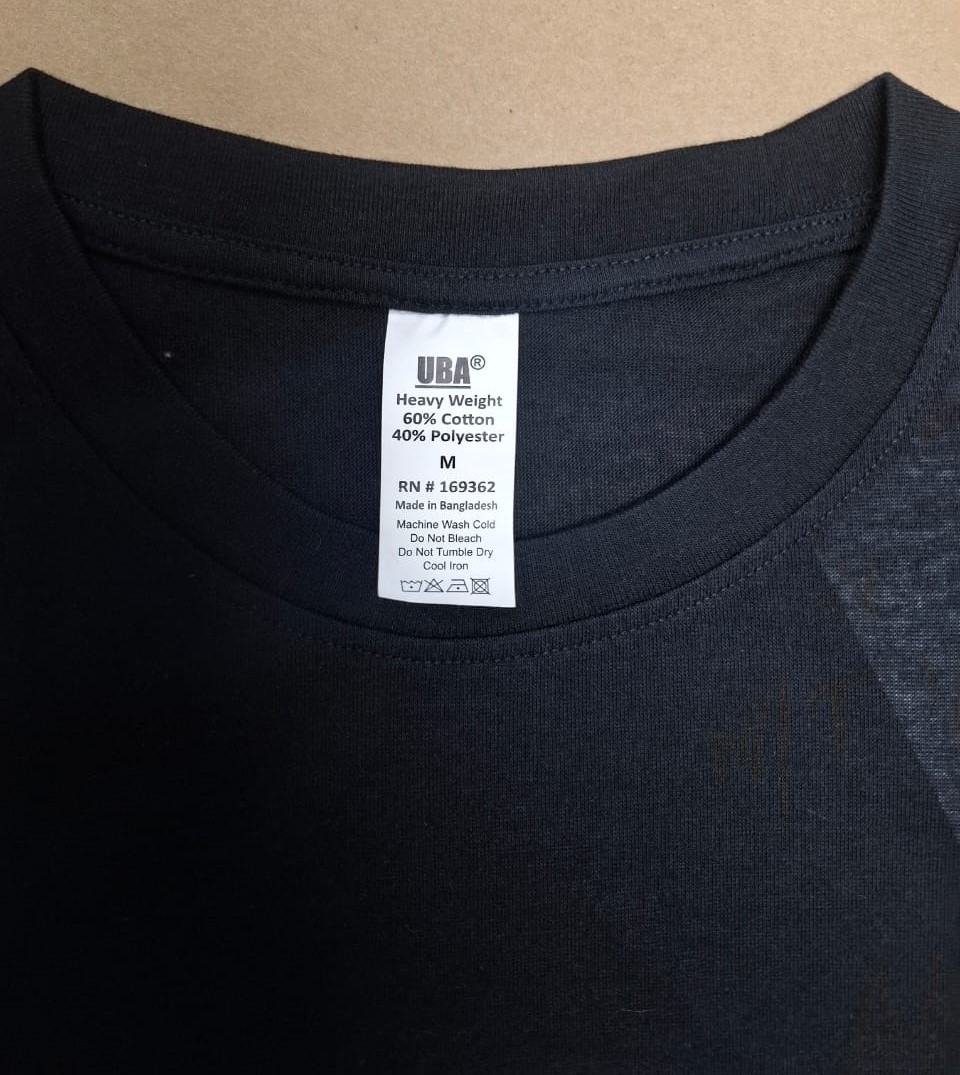 UBA®
Heavy Weight
60% Cotton
40% Polyester
M
RN # 169362
Made in Bangladesh
Machine Wash Cold
Do Not Bleach
Do Not Tumble Dry
Cool Iron